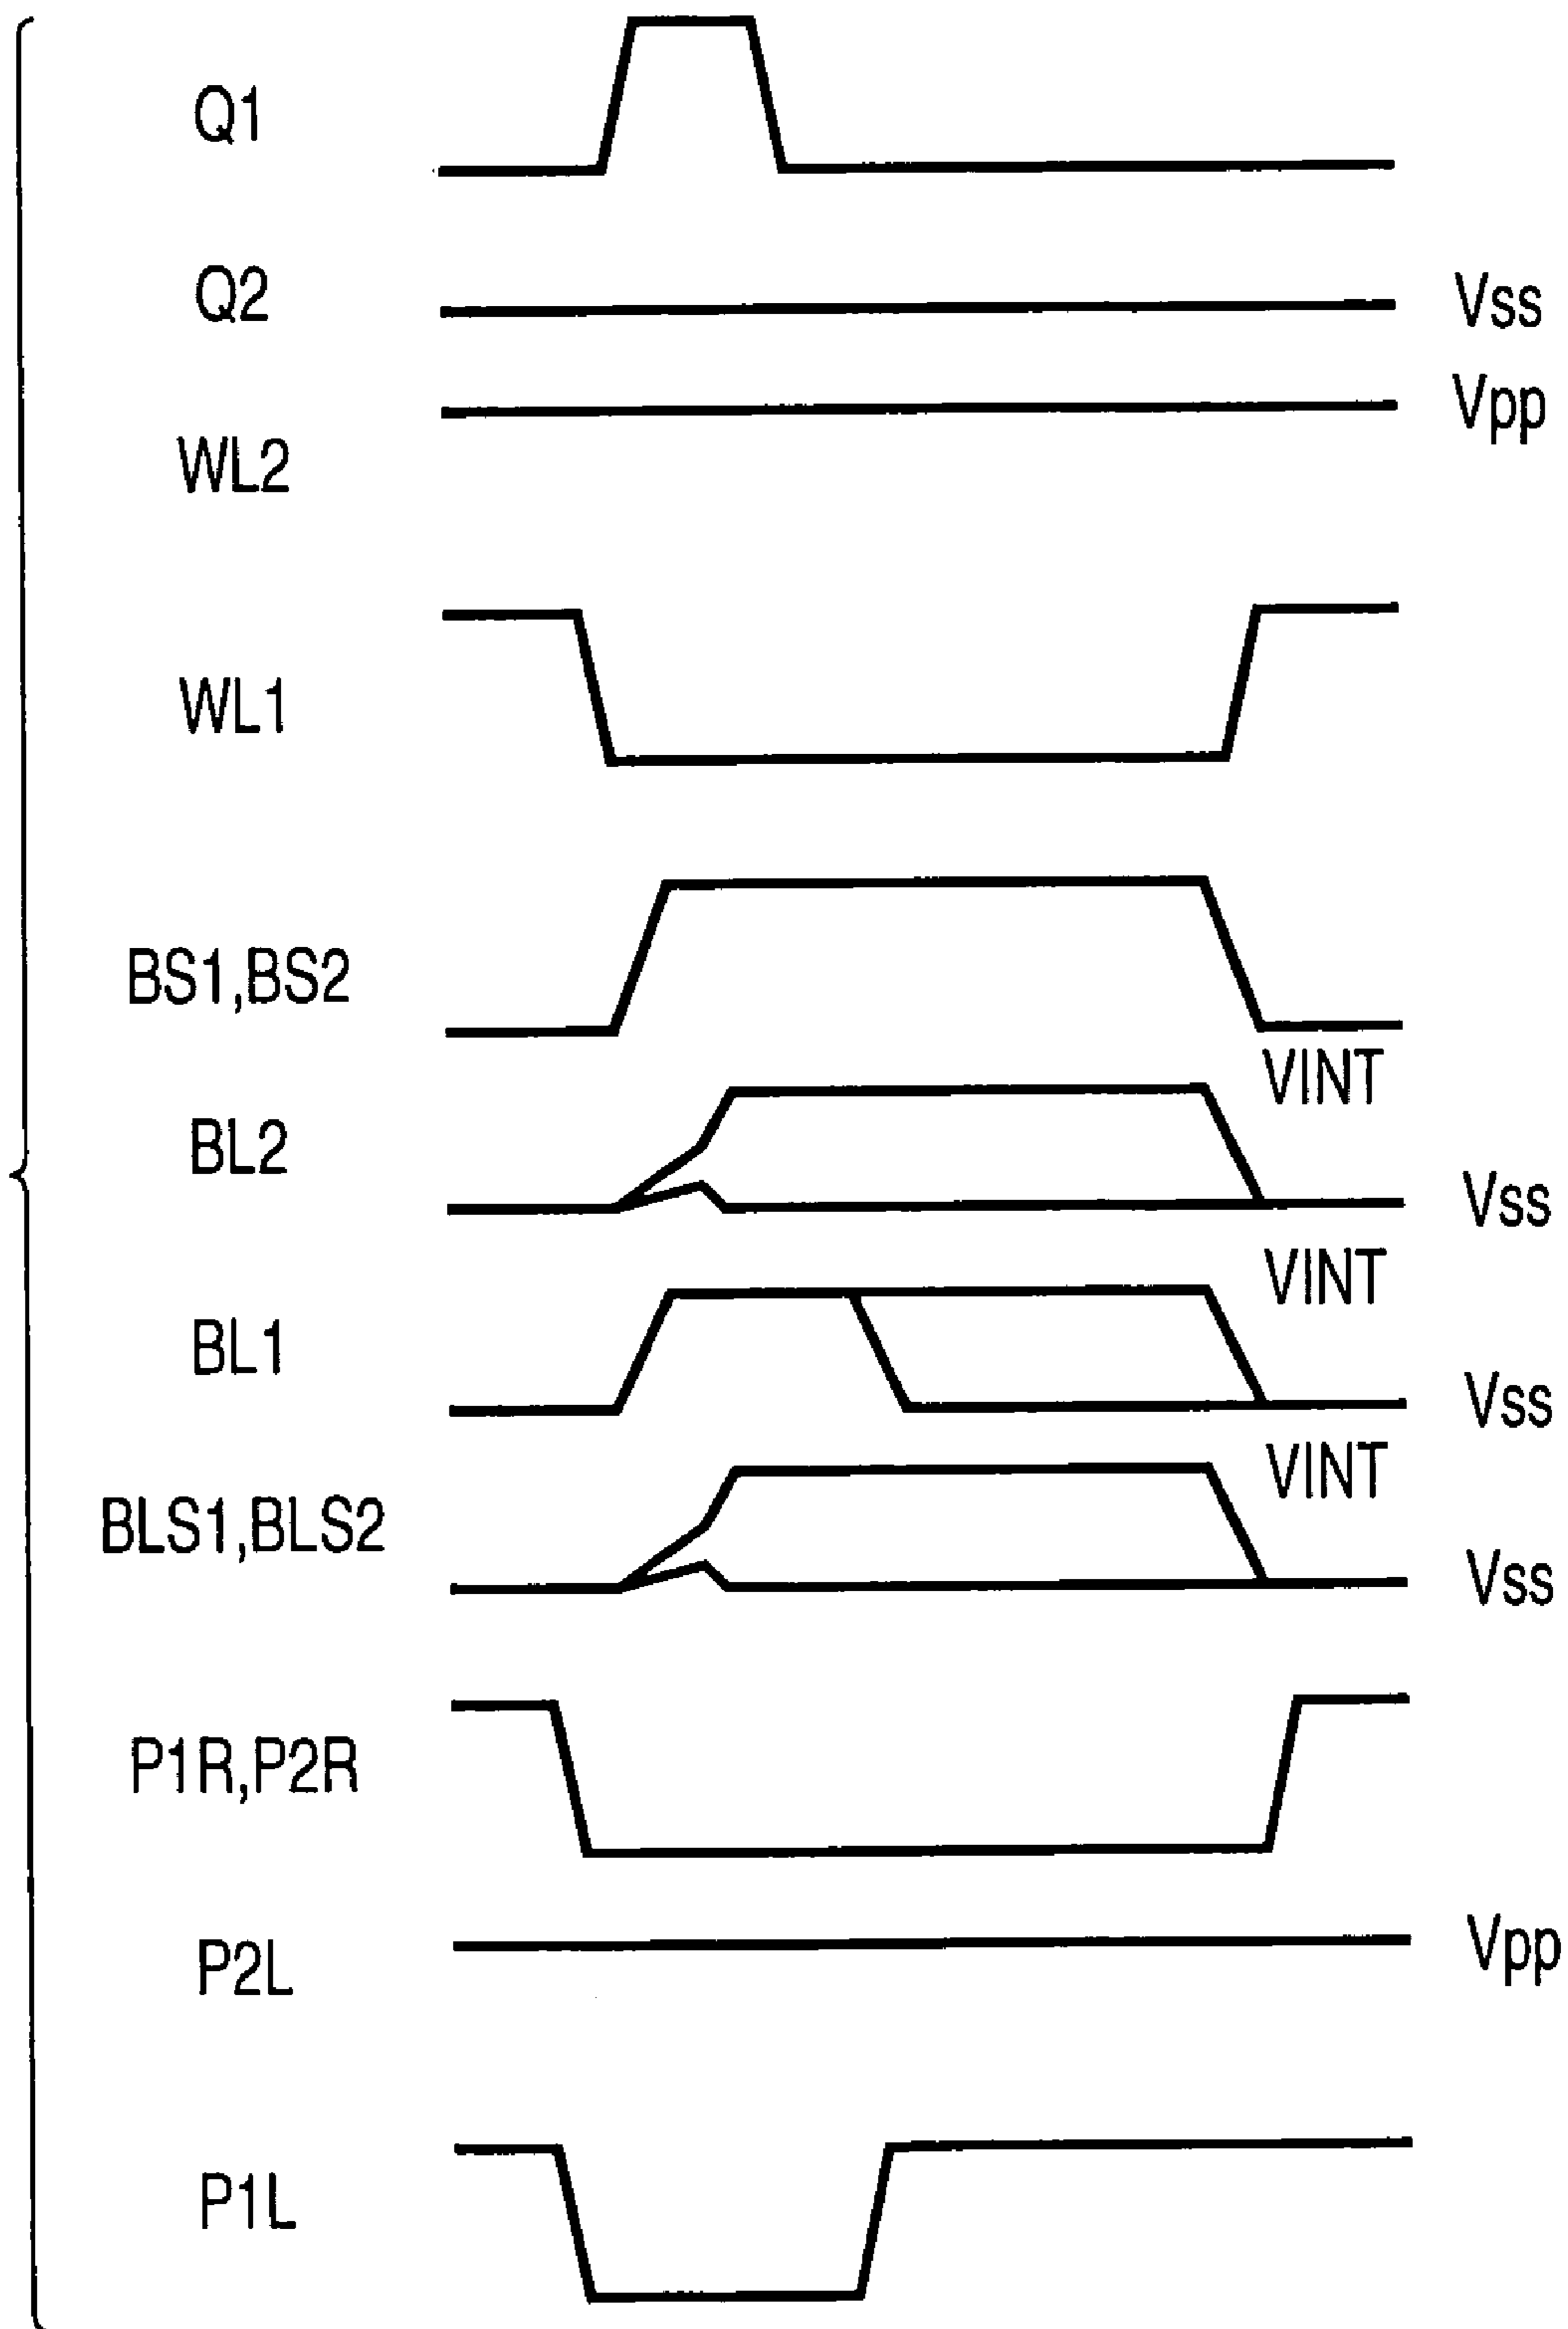 Q1
Q2 Vss
Vpp
WL2
WL1
BS1,BS2
VINT
BL2
Vss
VINT
BL1
Vss
VINT
BLS1,BLS2
Vss
P1R,P2R
P2L Vpp
P1L